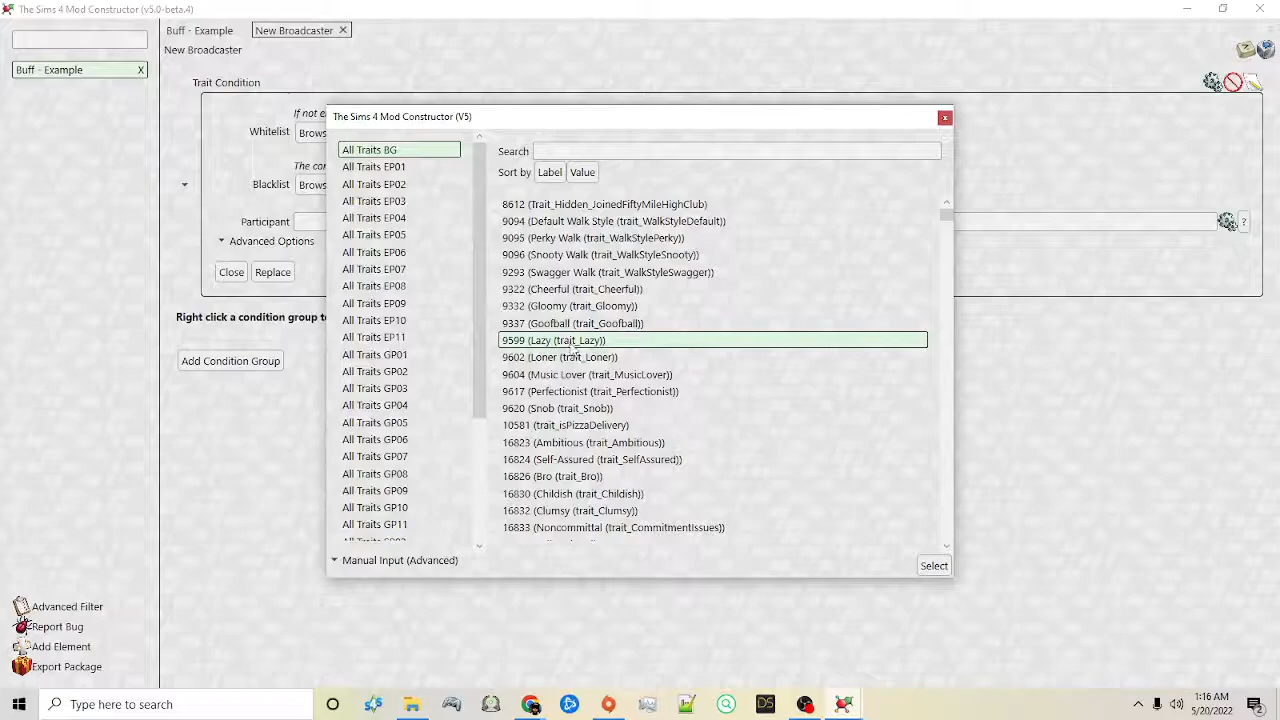 The Sims 4 Mod Constructor (v5.0-beta.4)
Buff - Example
New Broadcaster
New Broadcaster
Buff - Example
X
Trait Condition
If not e
Whitelist
Brows
The co
Blacklist
Brows
Participant
?
Advanced Options
Close
Replace
Right click a condition group to
Add Condition Group
The Sims 4 Mod Constructor (V5)
x
All Traits BG
All Traits EP01
All Traits EP02
All Traits EP03
All Traits EP04
All Traits EP05
All Traits EP06
All Traits EP07
All Traits EP08
All Traits EP09
All Traits EP10
All Traits EP11
All Traits GP01
All Traits GP02
All Traits GP03
All Traits GP04
All Traits GP05
All Traits GP06
All Traits GP07
All Traits GP08
All Traits GP09
All Traits GP10
All Traits GP11
Search
Sort by
Label
Value
8612 (Trait_Hidden_JoinedFiftyMileHighClub)
9094 (Default Walk Style (trait_WalkStyleDefault))
9095 (Perky Walk (trait_WalkStylePerky))
9096 (Snooty Walk (trait_WalkStyleSnooty))
9293 (Swagger Walk (trait_WalkStyleSwagger))
9322 (Cheerful (trait_Cheerful))
9332 (Gloomy (trait_Gloomy))
9337 (Goofball (trait_Goofball))
9599 (Lazy (trait_Lazy))
9602 (Loner (trait_Loner))
9604 (Music Lover (trait_MusicLover))
9617 (Perfectionist (trait_Perfectionist))
9620 (Snob (trait_Snob))
10581 (trait_isPizzaDelivery)
16823 (Ambitious (trait_Ambitious))
16824 (Self-Assured (trait_SelfAssured))
16826 (Bro (trait_Bro))
16830 (Childish (trait_Childish))
16832 (Clumsy (trait_Clumsy))
16833 (Noncommittal (trait_CommitmentIssues))
Manual Input (Advanced)
Select
Advanced Filter
Report Bug
Add Element
Export Package
Type here to search
DS
1:16 AM
5/20/2022
2